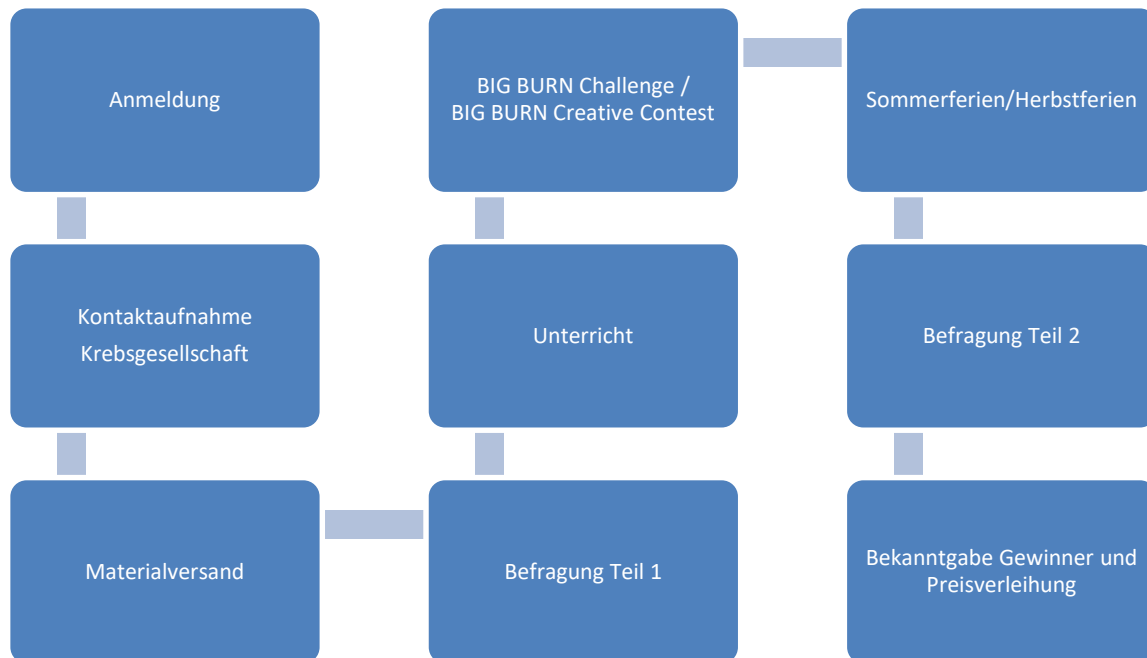 Anmeldung
Kontaktaufnahme
Krebsgesellschaft
Materialversand
Befragung Teil 1
Unterricht
BIG BURN Challenge /
BIG BURN Creative Contest
Sommerferien/Herbstferien
Befragung Teil 2
Bekanntgabe Gewinner und
Preisverleihung